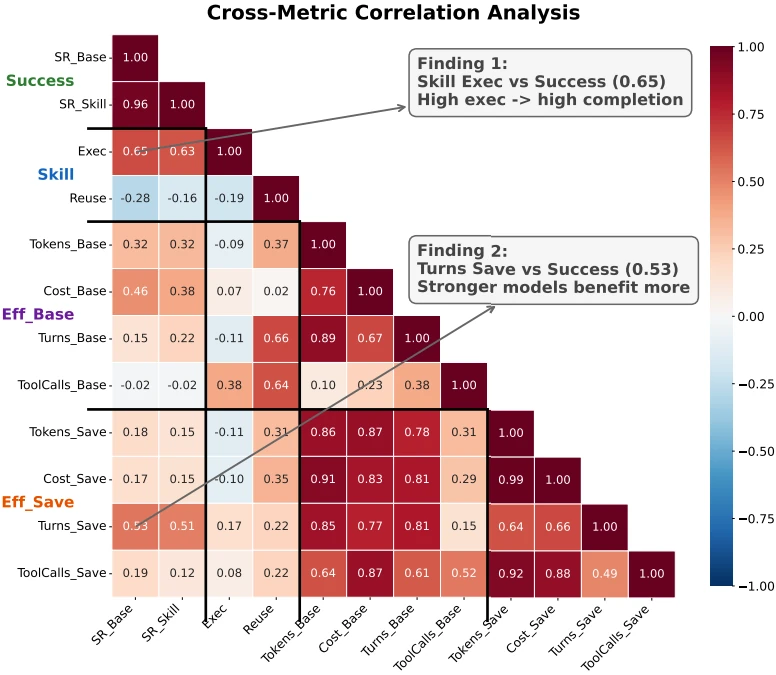 Cross-Metric Correlation Analysis
SR_Base 1.00
Success
SR_Skill 0.96 1.00
Exec 0.65 0.63 1.00
Skill
Reuse -0.28 -0.16 -0.19 1.00
Tokens_Base 0.32 0.32 -0.09 0.37 1.00
Cost_Base 0.46 0.38 0.07 0.02 0.76 1.00
Eff_Base
Turns_Base 0.15 0.22 -0.11 0.66 0.89 0.67 1.00
ToolCalls_Base -0.02 -0.02 0.38 0.64 0.10 0.23 0.38 1.00
Tokens_Save 0.18 0.15 -0.11 0.31 0.86 0.87 0.78 0.31 1.00
Cost_Save 0.17 0.15 -0.10 0.35 0.91 0.83 0.81 0.29 0.99 1.00
Eff_Save
Turns_Save 0.53 0.51 0.17 0.22 0.85 0.77 0.81 0.15 0.64 0.66 1.00
ToolCalls_Save 0.19 0.12 0.08 0.22 0.64 0.87 0.61 0.52 0.92 0.88 0.49 1.00
SR_Base SR_Skill Exec Reuse Tokens_Base Cost_Base Turns_Base ToolCalls_Base Tokens_Save Cost_Save Turns_Save ToolCalls_Save
Finding 1:
Skill Exec vs Success (0.65)
High exec -> high completion
Finding 2:
Turns Save vs Success (0.53)
Stronger models benefit more
1.00
0.75
0.50
0.25
0.00
−0.25
−0.50
−0.75
−1.00